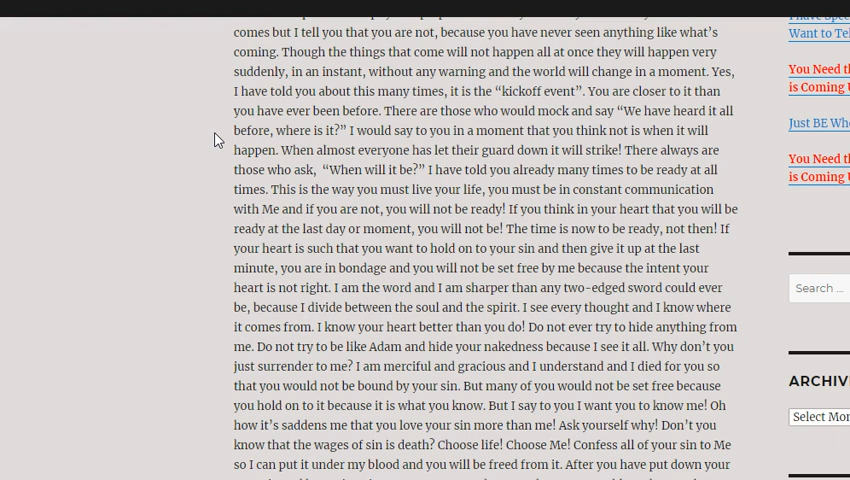 comes but I tell you that you are not, because you have never seen anything like what's
coming. Though the things that come will not happen all at once they will happen very
suddenly, in an instant, without any warning and the world will change in a moment. Yes,
I have told you about this many times, it is the “kickoff event”. You are closer to it than
you have ever been before. There are those who would mock and say “We have heard it all
before, where is it?” I would say to you in a moment that you think not is when it will
happen. When almost everyone has let their guard down it will strike! There always are
those who ask,  “When will it be?” I have told you already many times to be ready at all
times. This is the way you must live your life, you must be in constant communication
with Me and if you are not, you will not be ready! If you think in your heart that you will be
ready at the last day or moment, you will not be! The time is now to be ready, not then! If
your heart is such that you want to hold on to your sin and then give it up at the last
minute, you are in bondage and you will not be set free by me because the intent your
heart is not right. I am the word and I am sharper than any two-edged sword could ever
be, because I divide between the soul and the spirit. I see every thought and I know where
it comes from. I know your heart better than you do! Do not ever try to hide anything from
me. Do not try to be like Adam and hide your nakedness because I see it all. Why don't you
just surrender to me? I am merciful and gracious and I understand and I died for you so
that you would not be bound by your sin. But many of you would not be set free because
you hold on to it because it is what you know. But I say to you I want you to know me! Oh
how it's saddens me that you love your sin more than me! Ask yourself why! Don't you
know that the wages of sin is death? Choose life! Choose Me! Confess all of your sin to Me
so I can put it under my blood and you will be freed from it. After you have put down your
Want to Te
You Need t
is Coming
Just BE Wh
You Need t
is Coming
Search …
ARCHIV
Select Mo